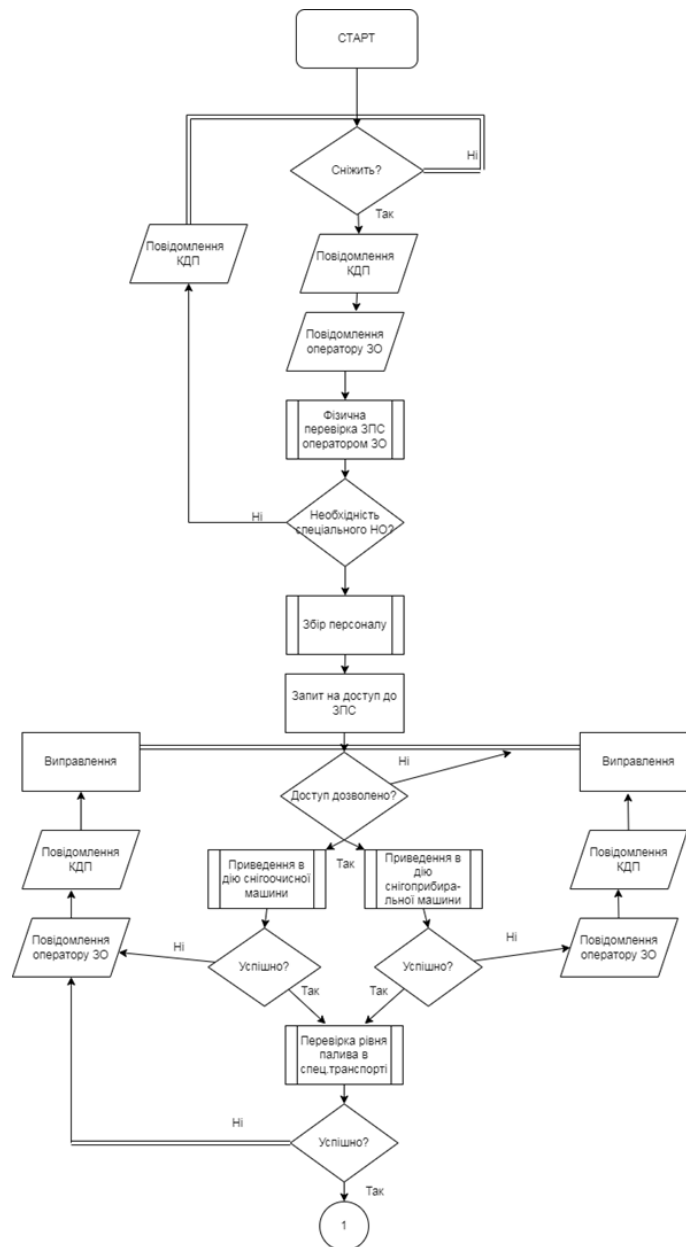 СТАРТ
Ні
Сніжить?
Так
Повідомлення
КДП
Повідомлення
КДП
Повідомлення
оператору ЗО
Фізична
перевірка ЗПС
оператором ЗО
Необхідність
спеціального НО?
Ні
Збір персоналу
Запит на доступ до
ЗПС
Виправлення
Ні
Виправлення
Доступ дозволено?
Повідомлення
КДП
Приведення в
дію снігоочисної
машини
Так
Приведення в
дію
снігоприбира-
льної машини
Повідомлення
КДП
Повідомлення
оператору ЗО
Ні
Успішно?
Успішно?
Ні
Повідомлення
оператору ЗО
Так
Так
Перевірка рівня
палива в
спец.транспорті
Ні
Успішно?
Так
1